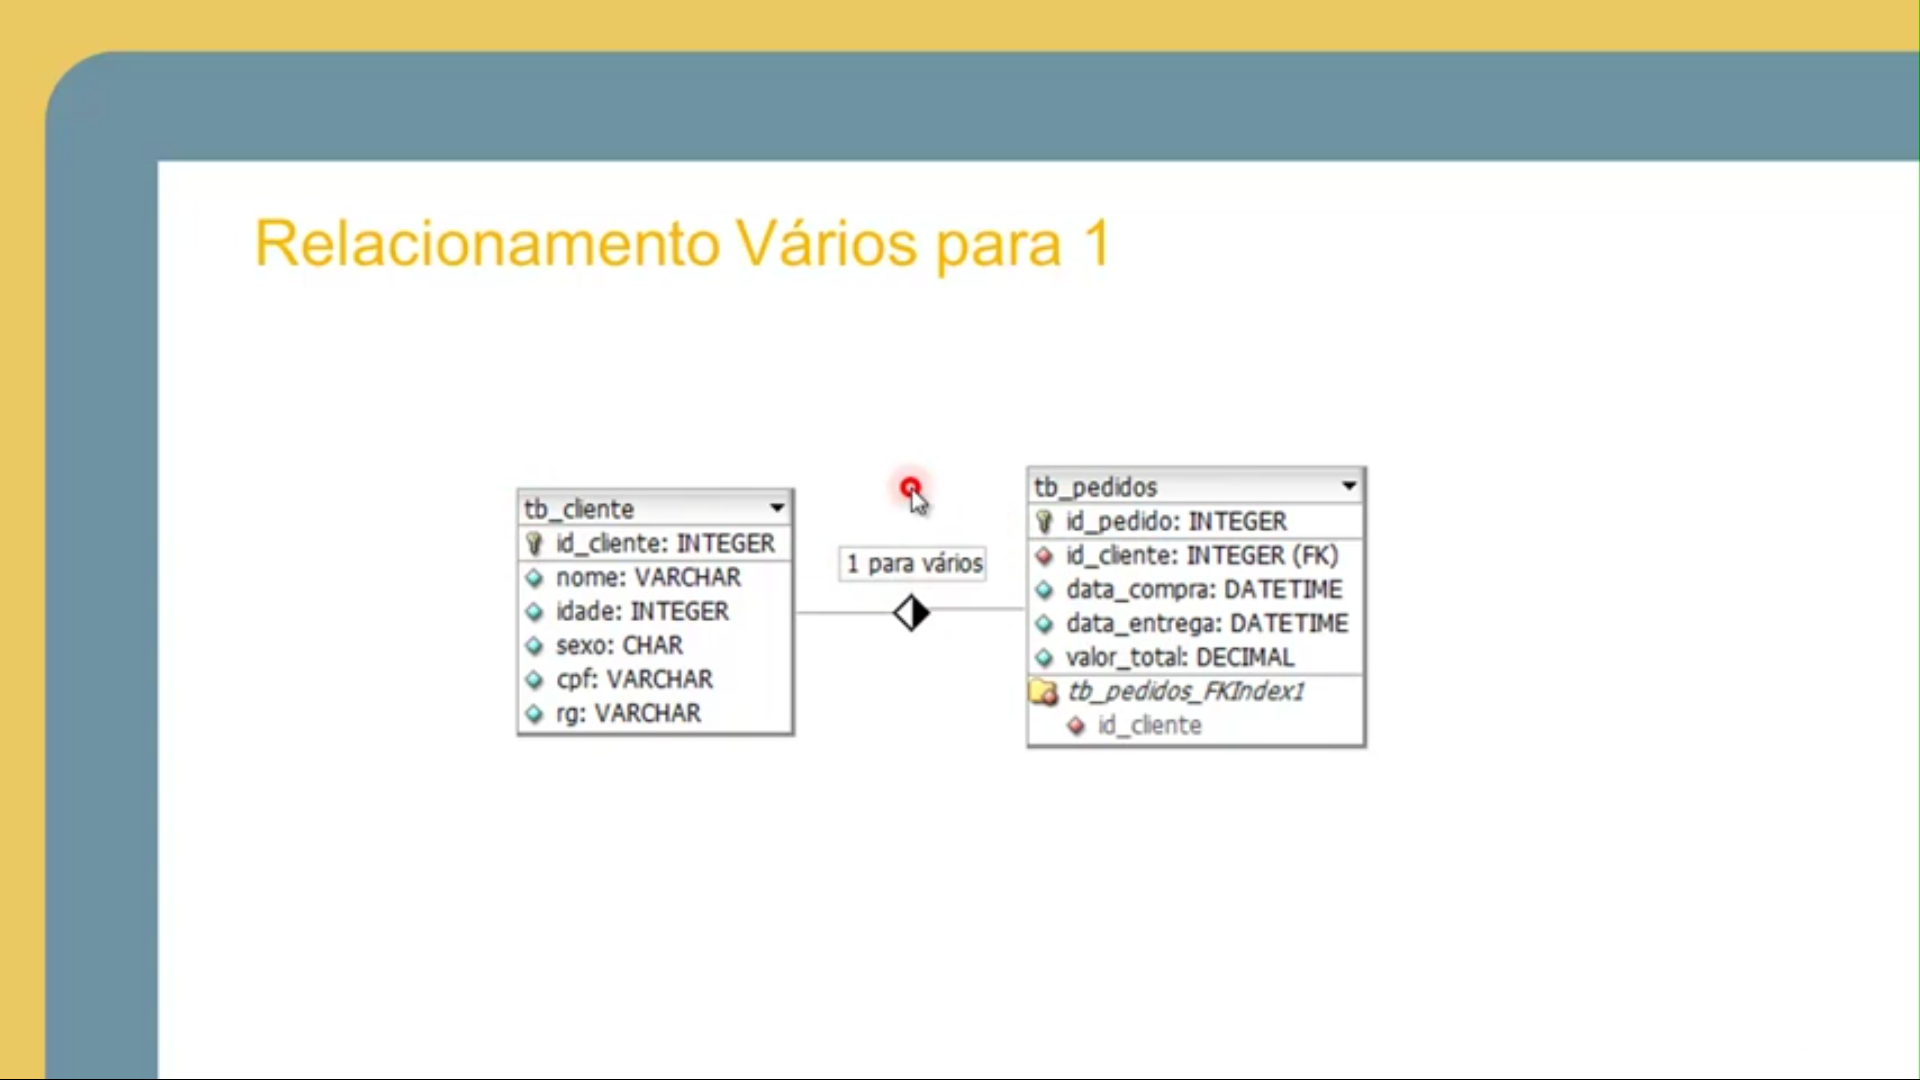 Relacionamento Vários para 1
tb_cliente
id_cliente: INTEGER
nome: VARCHAR
idade: INTEGER
sexo: CHAR
cpf: VARCHAR
rg: VARCHAR
1 para vários
tb_pedidos
id_pedido: INTEGER
id_cliente: INTEGER (FK)
data_compra: DATETIME
data_entrega: DATETIME
valor_total: DECIMAL
tb_pedidos_FKIndex1
id_cliente